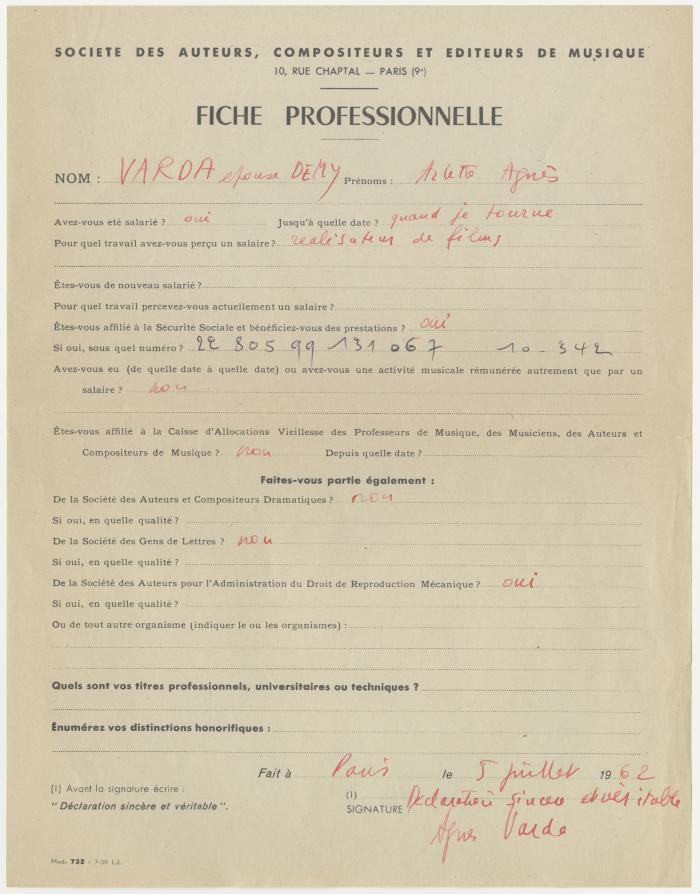 SOCIETE DES AUTEURS, COMPOSITEURS ET EDITEURS DE MUSIQUE
10, RUE CHAPTAL — PARIS (9e)
FICHE PROFESSIONNELLE
NOM : VARDA epouse DEMY Prénoms : Arlette Agnès
Avez-vous eté salarié ? oui Jusqu'à quelle date ? quand je tourne
Pour quel travail avez-vous perçu un salaire ? realisateur de films
Êtes-vous de nouveau salarié ?
Pour quel travail percevez-vous actuellement un salaire ?
Êtes-vous affilié à la Sécurité Sociale et bénéficiez-vous des prestations ? oui
Si oui, sous quel numéro ? 22 805 99 131 067 10 - 342
Avez-vous eu (de quelle date à quelle date) ou avez-vous une activité musicale rémunérée autrement que par un
salaire ? non
Êtes-vous affilié à la Caisse d'Allocations Vieillesse des Professeurs de Musique, des Musiciens, des Auteurs et
Compositeurs de Musique ? non Depuis quelle date ?
Faites-vous partie également :
De la Société des Auteurs et Compositeurs Dramatiques ? non
Si oui, en quelle qualité ?
De la Société des Gens de Lettres ? non
Si oui, en quelle qualité ?
De la Société des Auteurs pour l'Administration du Droit de Reproduction Mécanique ? oui
Si oui, en quelle qualité ?
Ou de tout autre organisme (indiquer le ou les organismes) :
Quels sont vos titres professionnels, universitaires ou techniques ?
Énumérez vos distinctions honorifiques :
Fait à Paris le 5 juillet 1962
(1) Avant la signature écrire :
"Déclaration sincère et véritable".
(1)
SIGNATURE : Declaration sincere et véritable
Agnes Varda
Mod. 732 - 7-59 L.L.